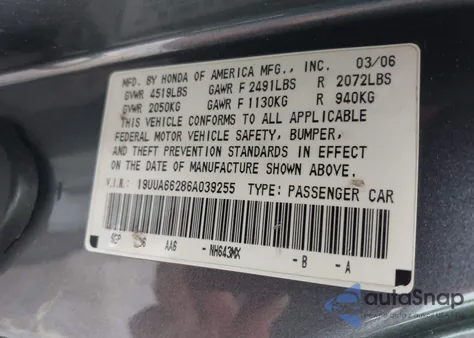 MFD. BY HONDA OF AMERICA MFG., INC. 03/06
GVWR 4519LBS GAWR F 2491LBS R 2072LBS
GVWR 2050KG GAWR F 1130KG R 940KG
THIS VEHICLE CONFORMS TO ALL APPLICABLE
FEDERAL MOTOR VEHICLE SAFETY, BUMPER,
AND THEFT PREVENTION STANDARDS IN EFFECT
ON THE DATE OF MANUFACTURE SHOWN ABOVE.
V.I.N: 19UUA66286A039255 TYPE: PASSENGER CAR
AA6 - NH643MX - B - A
autoSnap